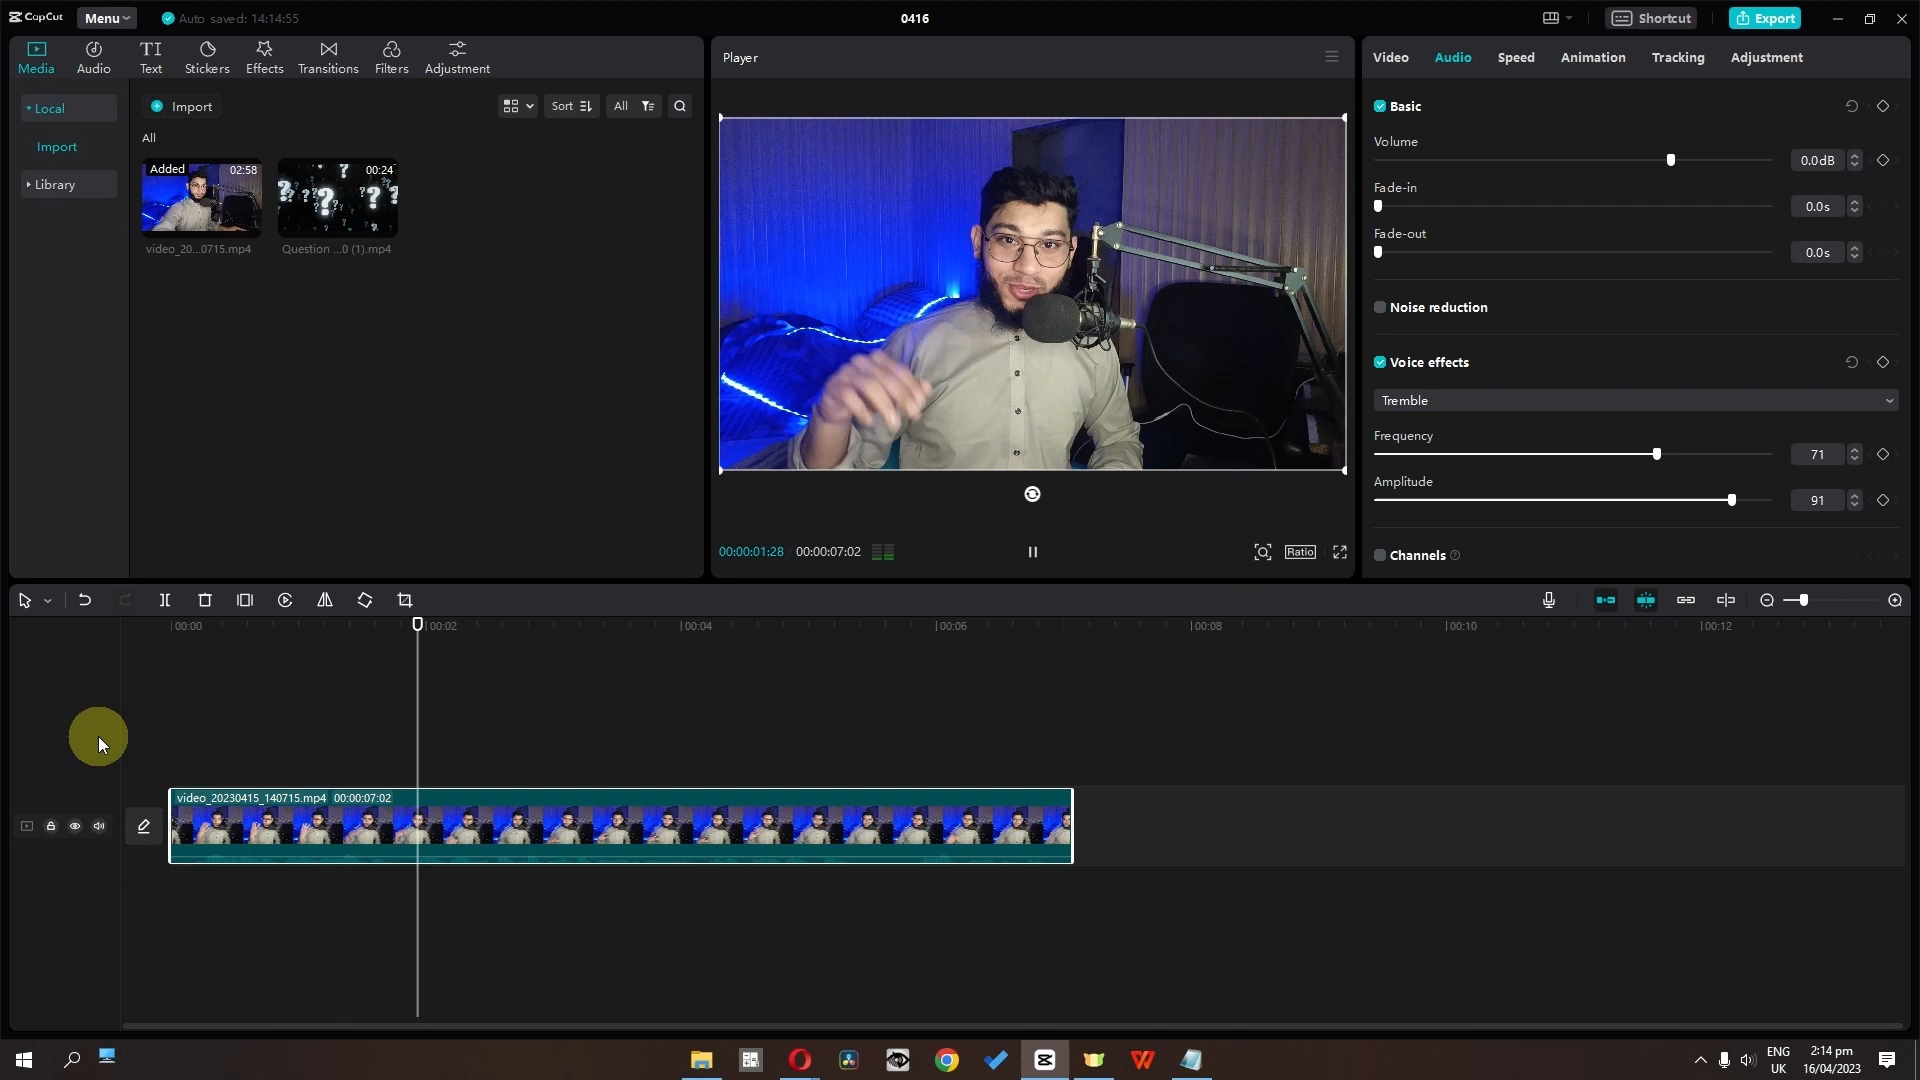 CapCut
Menu
Auto saved: 14:14:55
0416
Shortcut
Export
Media
Audio
Text
Stickers
Effects
Transitions
Filters
Adjustment
Local
Import
Library
Import
Sort
All
All
Added
02:58
video_20...0715.mp4
00:24
Question ...0 (1).mp4
Player
00:00:01:28
00:00:07:02
Ratio
Video
Audio
Speed
Animation
Tracking
Adjustment
Basic
Volume
0.0dB
Fade-in
0.0s
Fade-out
0.0s
Noise reduction
Voice effects
Tremble
Frequency
71
Amplitude
91
Channels
00:00
00:02
00:04
00:06
00:08
00:10
00:12
video_20230415_140715.mp4 00:00:07:02
ENG
UK
2:14 pm
16/04/2023